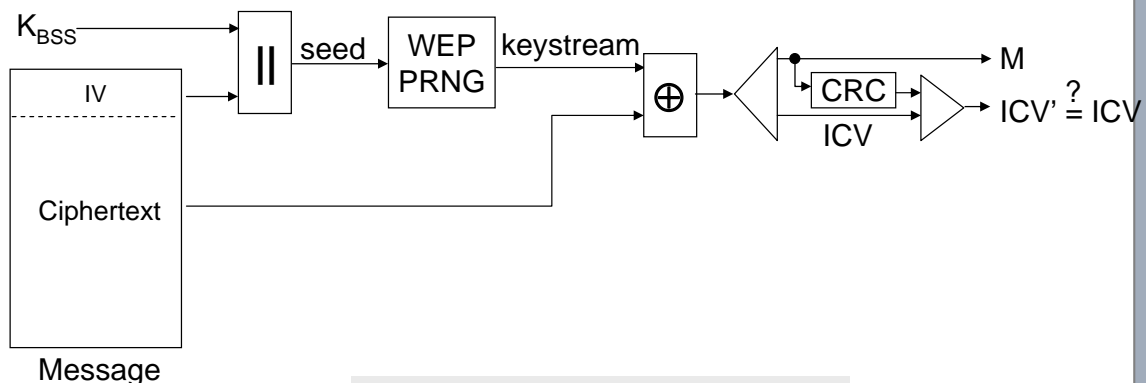 K_BSS
||
seed
WEP
PRNG
keystream
⊕
M
CRC
ICV
ICV' ≟ ICV
IV
Ciphertext
Message